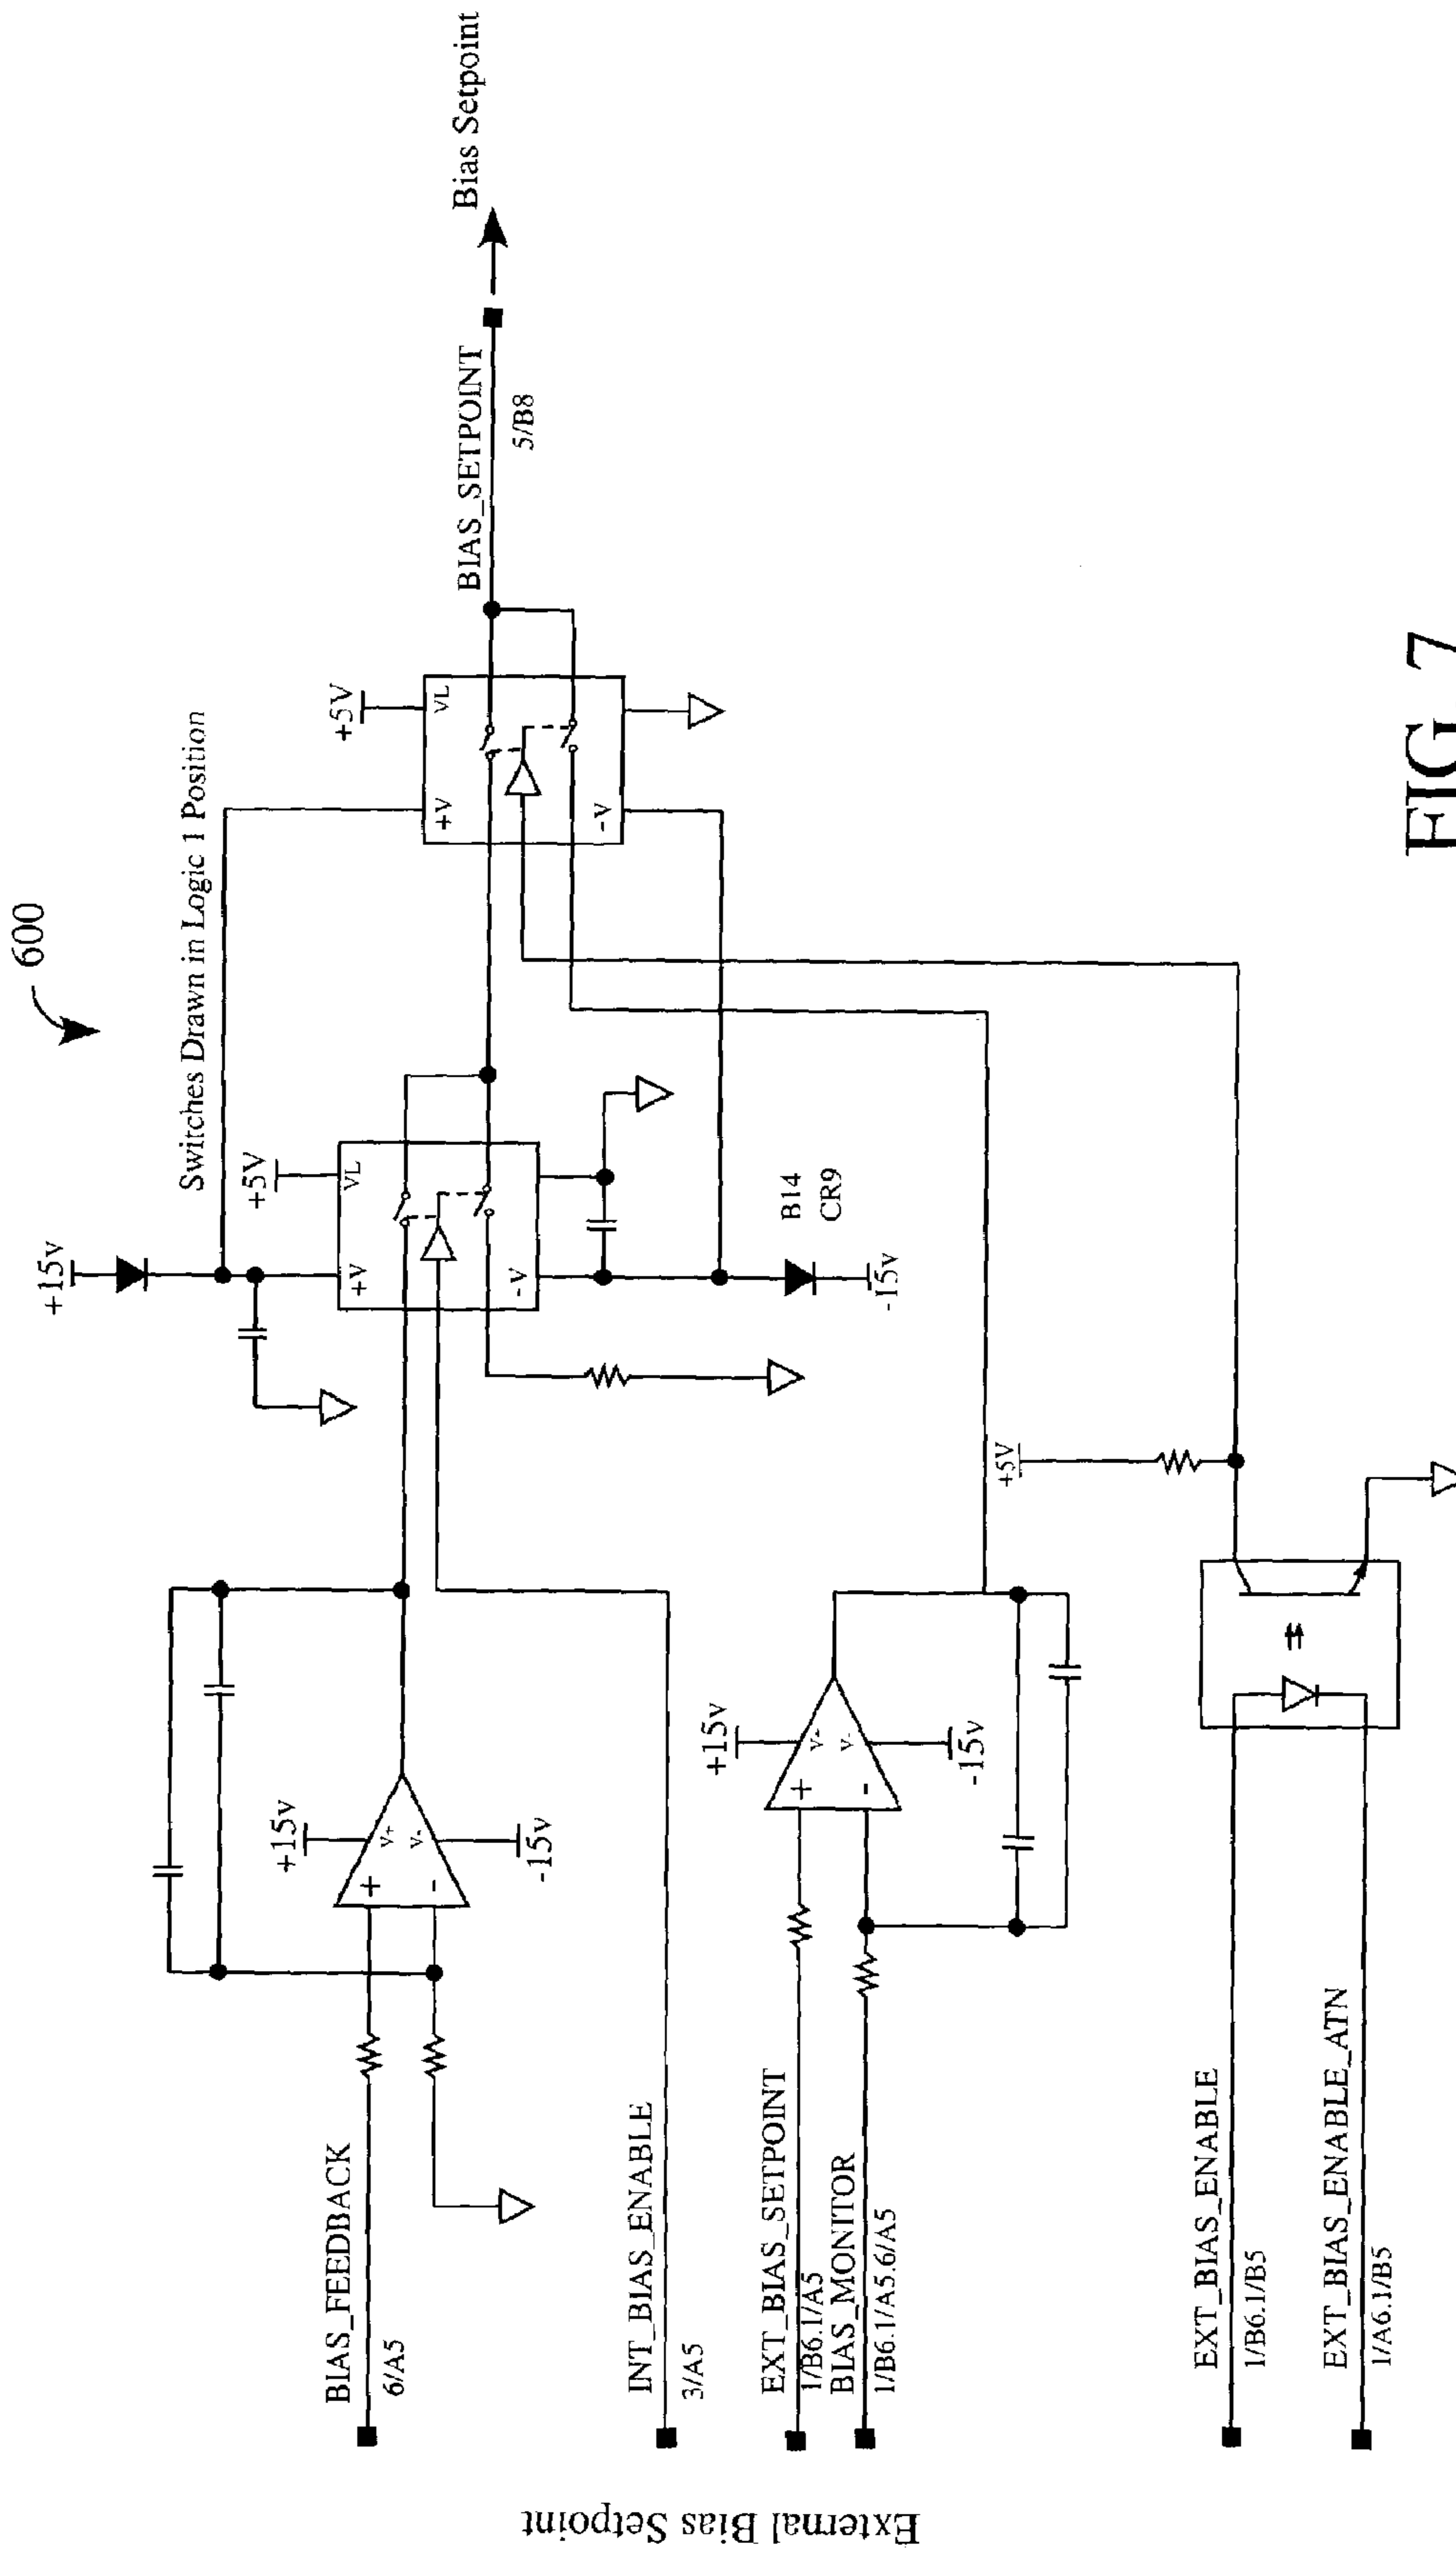 600
Switches Drawn in Logic 1 Position
+15v
+5V
+V
VL
-V
B14
CR9
-15v
+5V
+V
VL
-V
BIAS_SETPOINT
5/B8
Bias Setpoint
BIAS_FEEDBACK
6/A5
+15v
+
-
V+
V-
-15v
INT_BIAS_ENABLE
3/A5
EXT_BIAS_SETPOINT
1/B6.1/A5
BIAS_MONITOR
1/B6.1/A5.6/A5
+15v
+
-
V+
V-
-15v
+5V
EXT_BIAS_ENABLE
1/B6.1/B5
EXT_BIAS_ENABLE_ATN
1/A6.1/B5
External Bias Setpoint
FIG 7